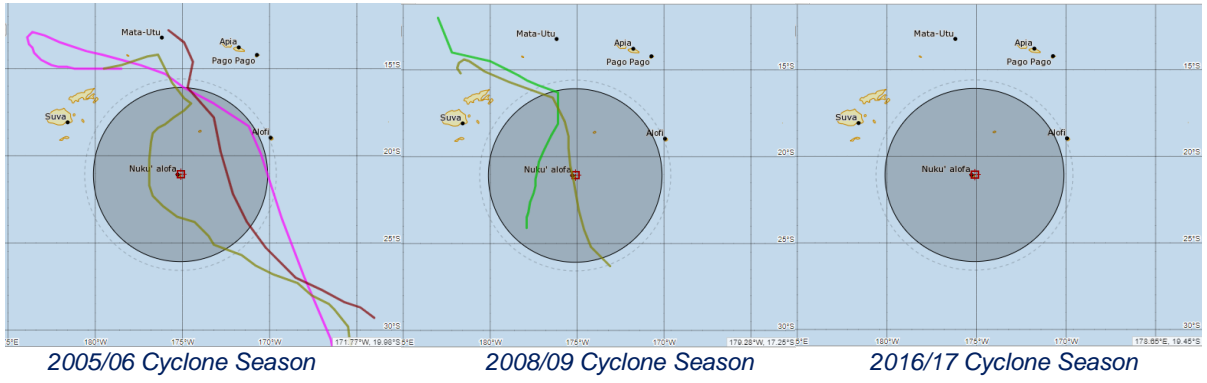 Mata-Utu
Apia
Pago Pago
15°S
Suva
Alofi
20°S
Nuku' alofa
25°S
30°S
5°E
180°W
175°W
170°W
171.77°W, 19.98°S
2005/06 Cyclone Season
Mata-Utu
Apia
Pago Pago
15°S
Suva
Alofi
20°S
Nuku' alofa
25°S
30°S
5°E
180°W
175°W
170°W
179.28°W, 17.25°S
2008/09 Cyclone Season
Mata-Utu
Apia
Pago Pago
15°S
Suva
Alofi
20°S
Nuku' alofa
25°S
30°S
5°E
180°W
175°W
170°W
178.65°E, 19.45°S
2016/17 Cyclone Season